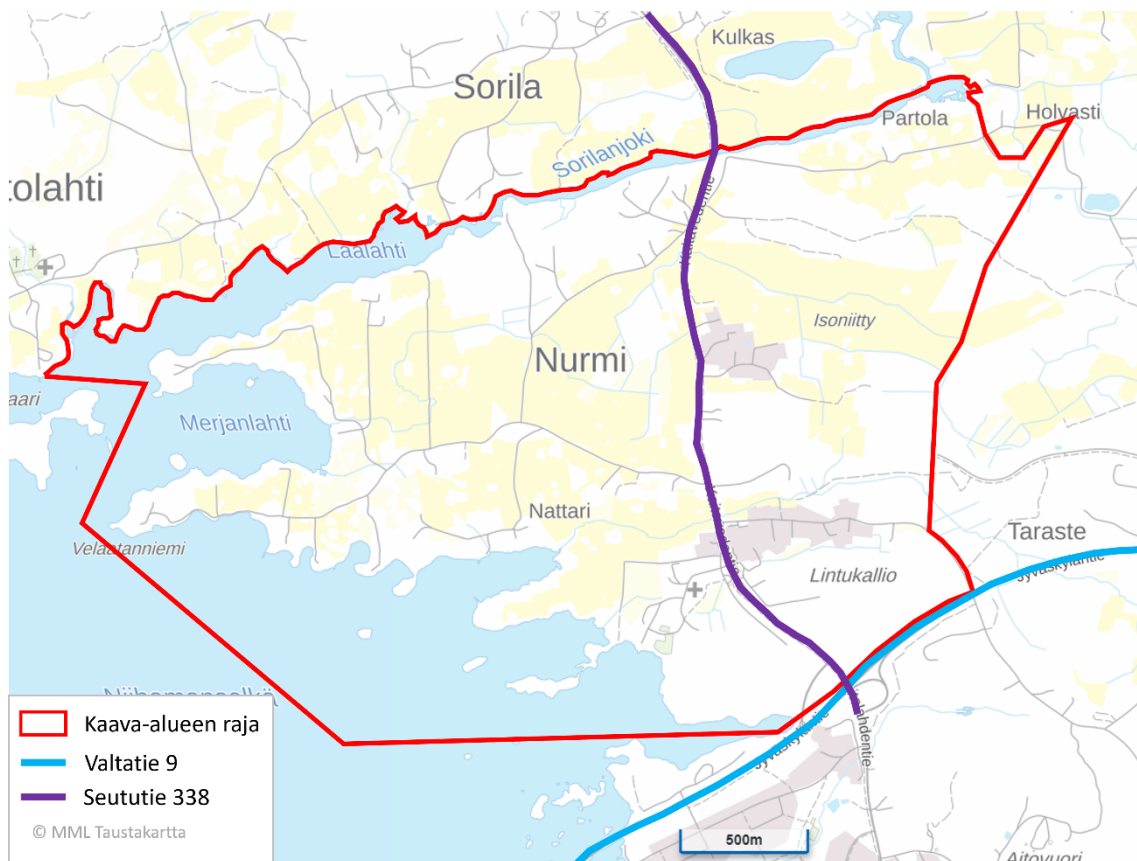 Kulkas
Sorila
Partola
Holvasti
Sorilanjoki
tolahti
Laalahti
Isoniitty
Nurmi
aari
Merjanlahti
Nattari
Taraste
Velaatanniemi
Jyväskyläntie
Lintukallio
Kaava-alueen raja
Valtatie 9
Seututie 338
© MML Taustakartta
Jyväskyläntie
500m
Aitovuori